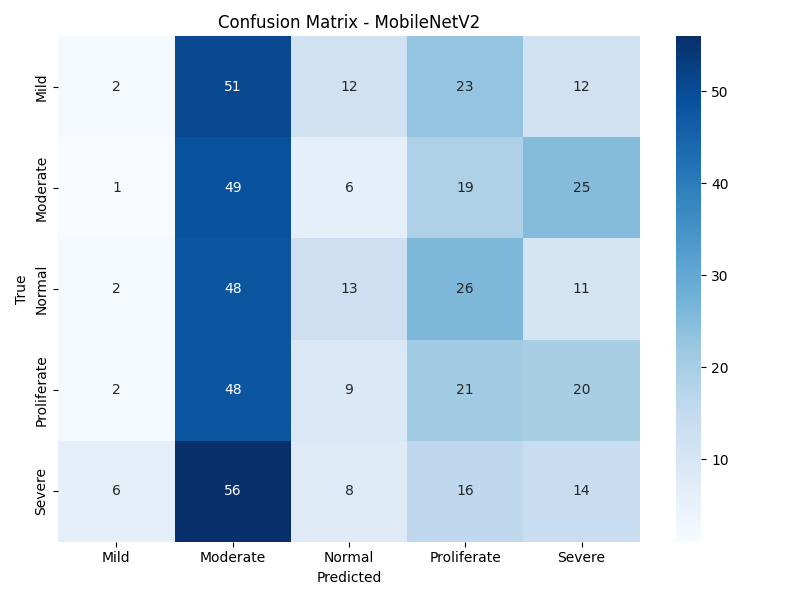 Confusion Matrix - MobileNetV2
Mild 2 51 12 23 12
Moderate 1 49 6 19 25
Normal 2 48 13 26 11
Proliferate 2 48 9 21 20
Severe 6 56 8 16 14
Mild Moderate Normal Proliferate Severe
Predicted
True
50
40
30
20
10